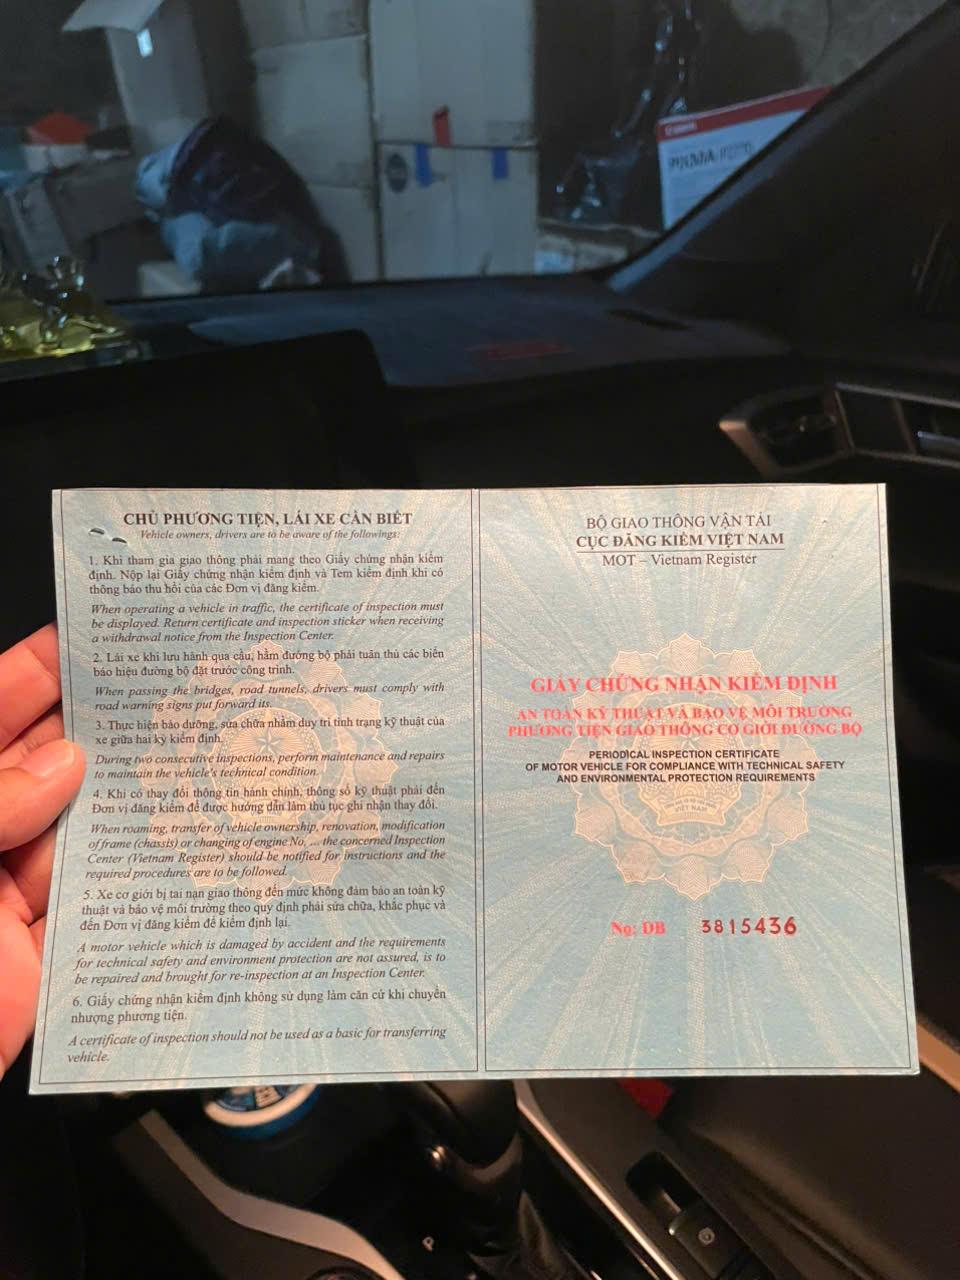 Canon
CHỦ PHƯƠNG TIỆN, LÁI XE CẦN BIẾT
Vehicle owners, drivers are to be aware of the followings:
1. Khi tham gia giao thông phải mang theo Giấy chứng nhận kiểm
định. Nộp lại Giấy chứng nhận kiểm định và Tem kiểm định khi có
thông báo thu hồi của các Đơn vị đăng kiểm.
When operating a vehicle in traffic, the certificate of inspection must
be displayed. Return certificate and inspection sticker when receiving
a withdrawal notice from the Inspection Center.
2. Lái xe khi lưu hành qua cầu, hầm đường bộ phải tuân thủ các biển
báo hiệu đường bộ đặt trước công trình.
When passing the bridges, road tunnels, drivers must comply with
road warning signs put forward its.
3. Thực hiện bảo dưỡng, sửa chữa nhằm duy trì tình trạng kỹ thuật của
xe giữa hai kỳ kiểm định.
During two consecutive inspections, perform maintenance and repairs
to maintain the vehicle's technical condition.
4. Khi có thay đổi thông tin hành chính, thông số kỹ thuật phải đến
Đơn vị đăng kiểm để được hướng dẫn làm thủ tục ghi nhận thay đổi.
When roaming, transfer of vehicle ownership, renovation, modification
of frame (chassis) or changing of engine No, ... the concerned Inspection
Center (Vietnam Register) should be notified for instructions and the
required procedures are to be followed.
5. Xe cơ giới bị tai nạn giao thông đến mức không đảm bảo an toàn kỹ
thuật và bảo vệ môi trường theo quy định phải sửa chữa, khắc phục và
đến Đơn vị đăng kiểm để kiểm định lại.
A motor vehicle which is damaged by accident and the requirements
for technical safety and environment protection are not assured, is to
be repaired and brought for re-inspection at an Inspection Center.
6. Giấy chứng nhận kiểm định không sử dụng làm căn cứ khi chuyển
nhượng phương tiện.
A certificate of inspection should not be used as a basic for transferring
vehicle.
BỘ GIAO THÔNG VẬN TẢI
CỤC ĐĂNG KIỂM VIỆT NAM
MOT – Vietnam Register
GIẤY CHỨNG NHẬN KIỂM ĐỊNH
AN TOÀN KỸ THUẬT VÀ BẢO VỆ MÔI TRƯỜNG
PHƯƠNG TIỆN GIAO THÔNG CƠ GIỚI ĐƯỜNG BỘ
PERIODICAL INSPECTION CERTIFICATE
OF MOTOR VEHICLE FOR COMPLIANCE WITH TECHNICAL SAFETY
AND ENVIRONMENTAL PROTECTION REQUIREMENTS
VIỆT NAM
No: DB 3815436
P